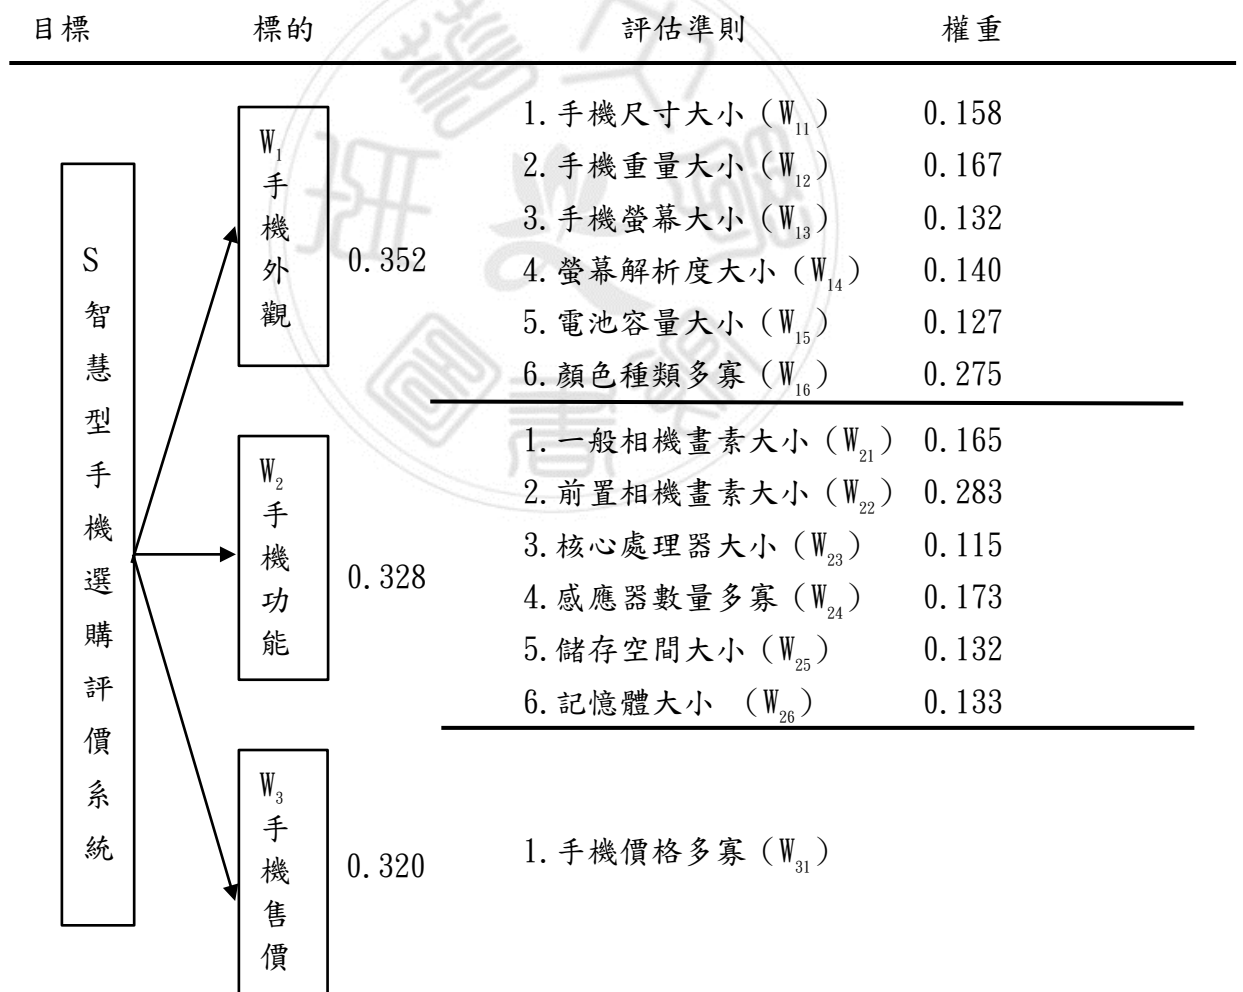 目標 標的 評估準則 權重
S智慧型手機選購評價系統
W₁手機外觀
0.352
1.手機尺寸大小（W₁₁） 0.158
2.手機重量大小（W₁₂） 0.167
3.手機螢幕大小（W₁₃） 0.132
4.螢幕解析度大小（W₁₄） 0.140
5.電池容量大小（W₁₅） 0.127
6.顏色種類多寡（W₁₆） 0.275
W₂手機功能
0.328
1.一般相機畫素大小（W₂₁） 0.165
2.前置相機畫素大小（W₂₂） 0.283
3.核心處理器大小（W₂₃） 0.115
4.感應器數量多寡（W₂₄） 0.173
5.儲存空間大小（W₂₅） 0.132
6.記憶體大小 （W₂₆） 0.133
W₃手機售價
0.320
1.手機價格多寡（W₃₁）